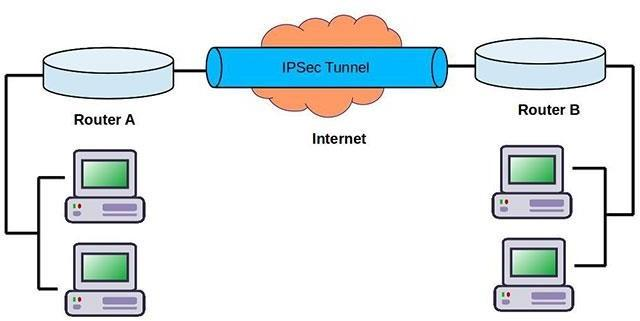 IPSec Tunnel
Router A
Router B
Internet